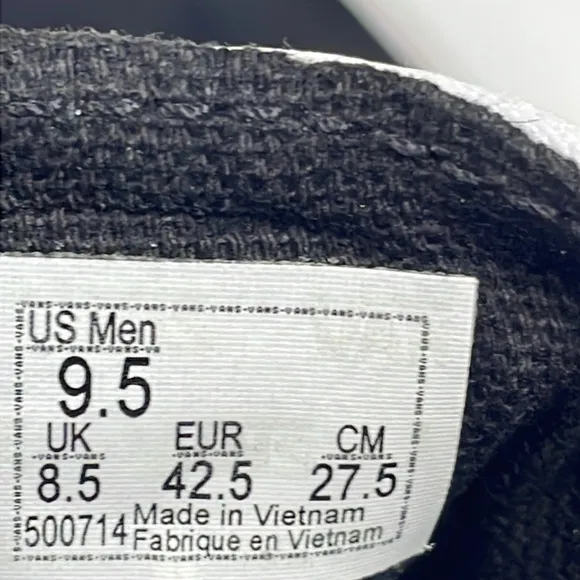 US Men
9.5
UK EUR CM
8.5 42.5 27.5
500714 Made in Vietnam
Fabrique en Vietnam